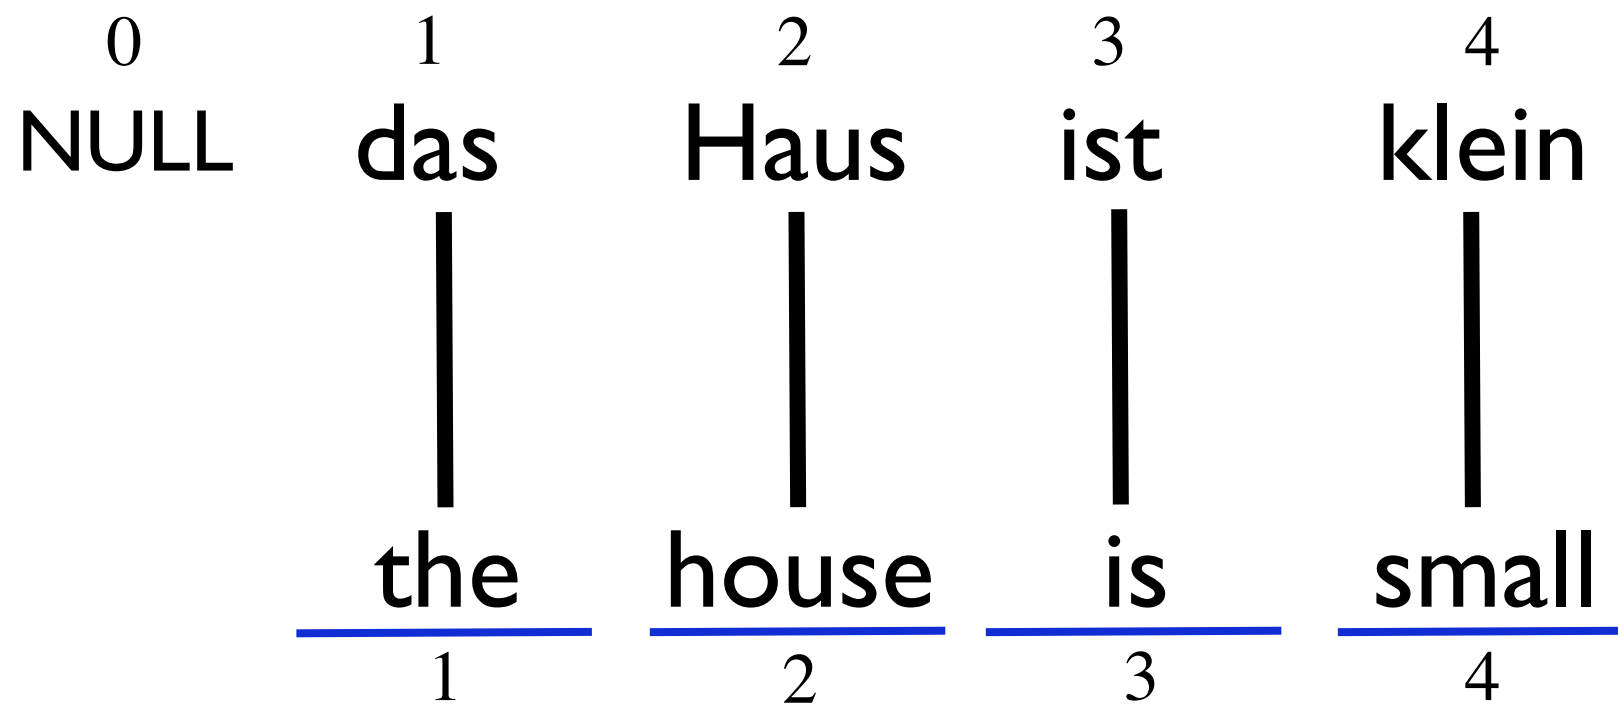 0 1 2 3 4
NULL das Haus ist klein
the house is small
1 2 3 4